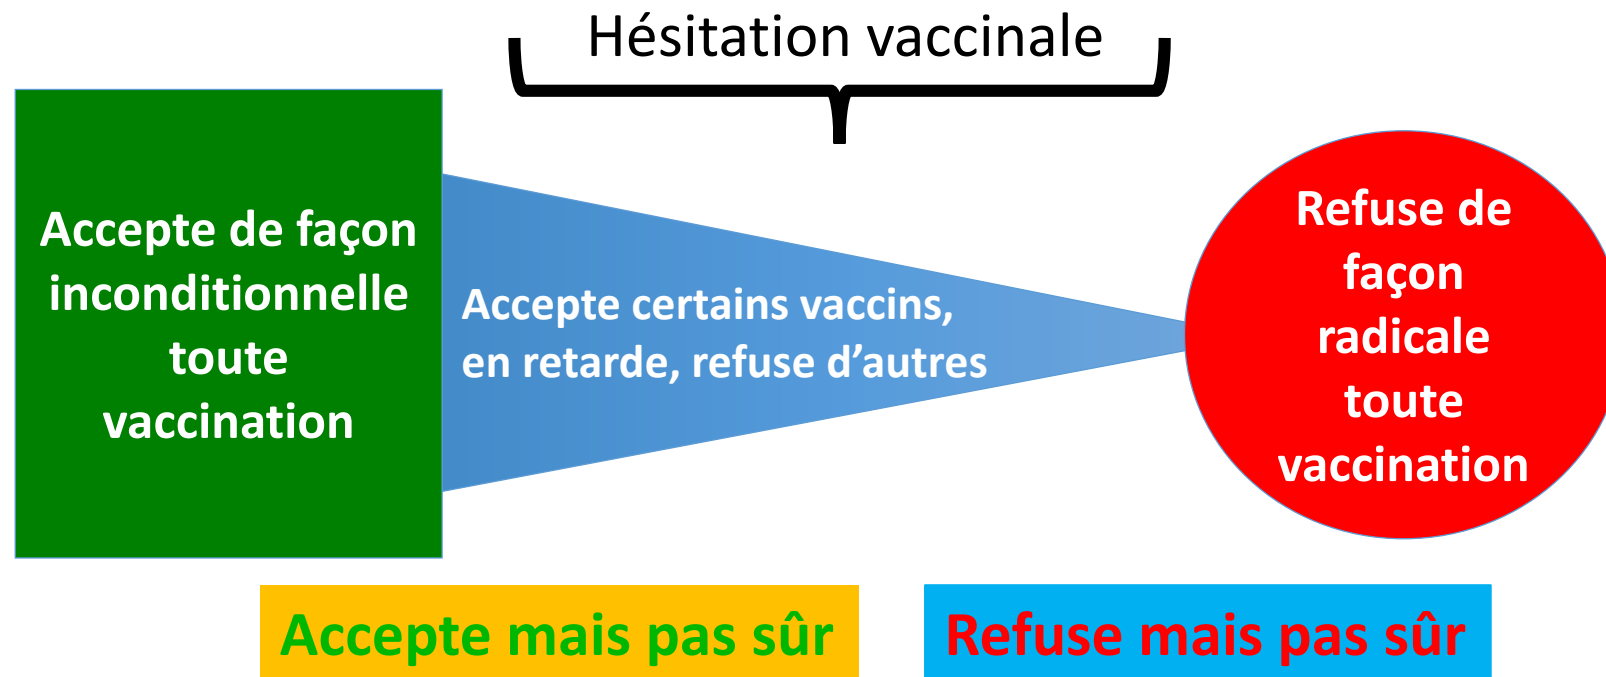 Hésitation vaccinale
Accepte de façon
inconditionnelle
toute
vaccination
Accepte certains vaccins,
en retarde, refuse d’autres
Refuse de
façon
radicale
toute
vaccination
Accepte mais pas sûr
Refuse mais pas sûr